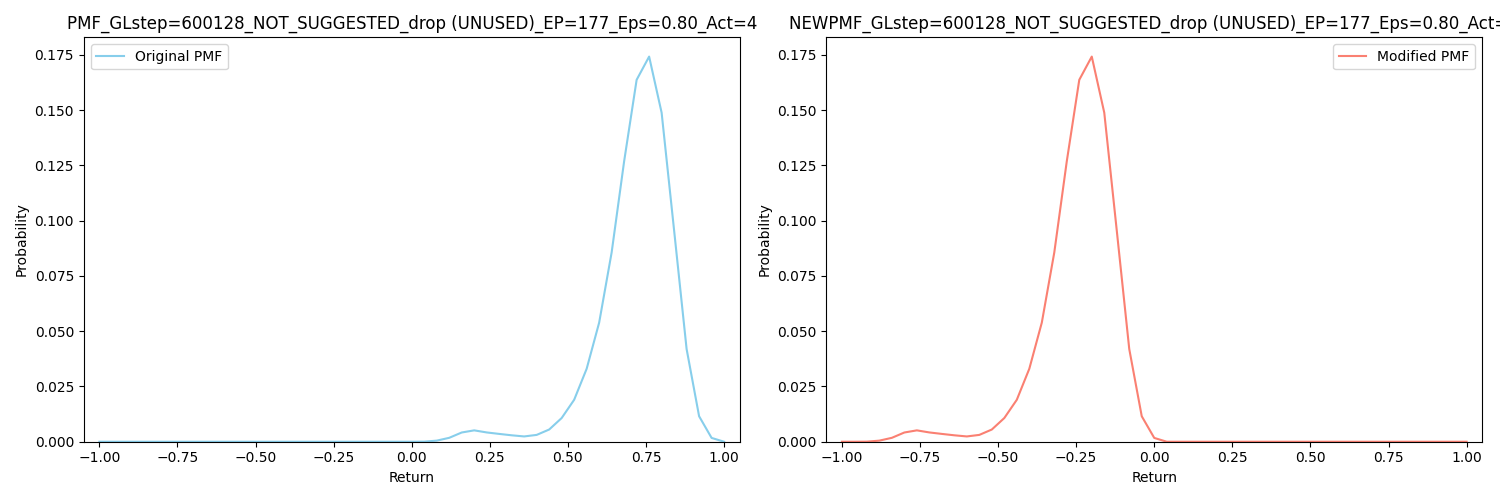 PMF_GLstep=600128_NOT_SUGGESTED_drop (UNUSED)_EP=177_Eps=0.80_Act=4
Original PMF
0.175
0.150
0.125
0.100
0.075
0.050
0.025
0.000
Probability
−1.00 −0.75 −0.50 −0.25 0.00 0.25 0.50 0.75 1.00
Return
NEWPMF_GLstep=600128_NOT_SUGGESTED_drop (UNUSED)_EP=177_Eps=0.80_Act=
Modified PMF
0.175
0.150
0.125
0.100
0.075
0.050
0.025
0.000
Probability
−1.00 −0.75 −0.50 −0.25 0.00 0.25 0.50 0.75 1.00
Return